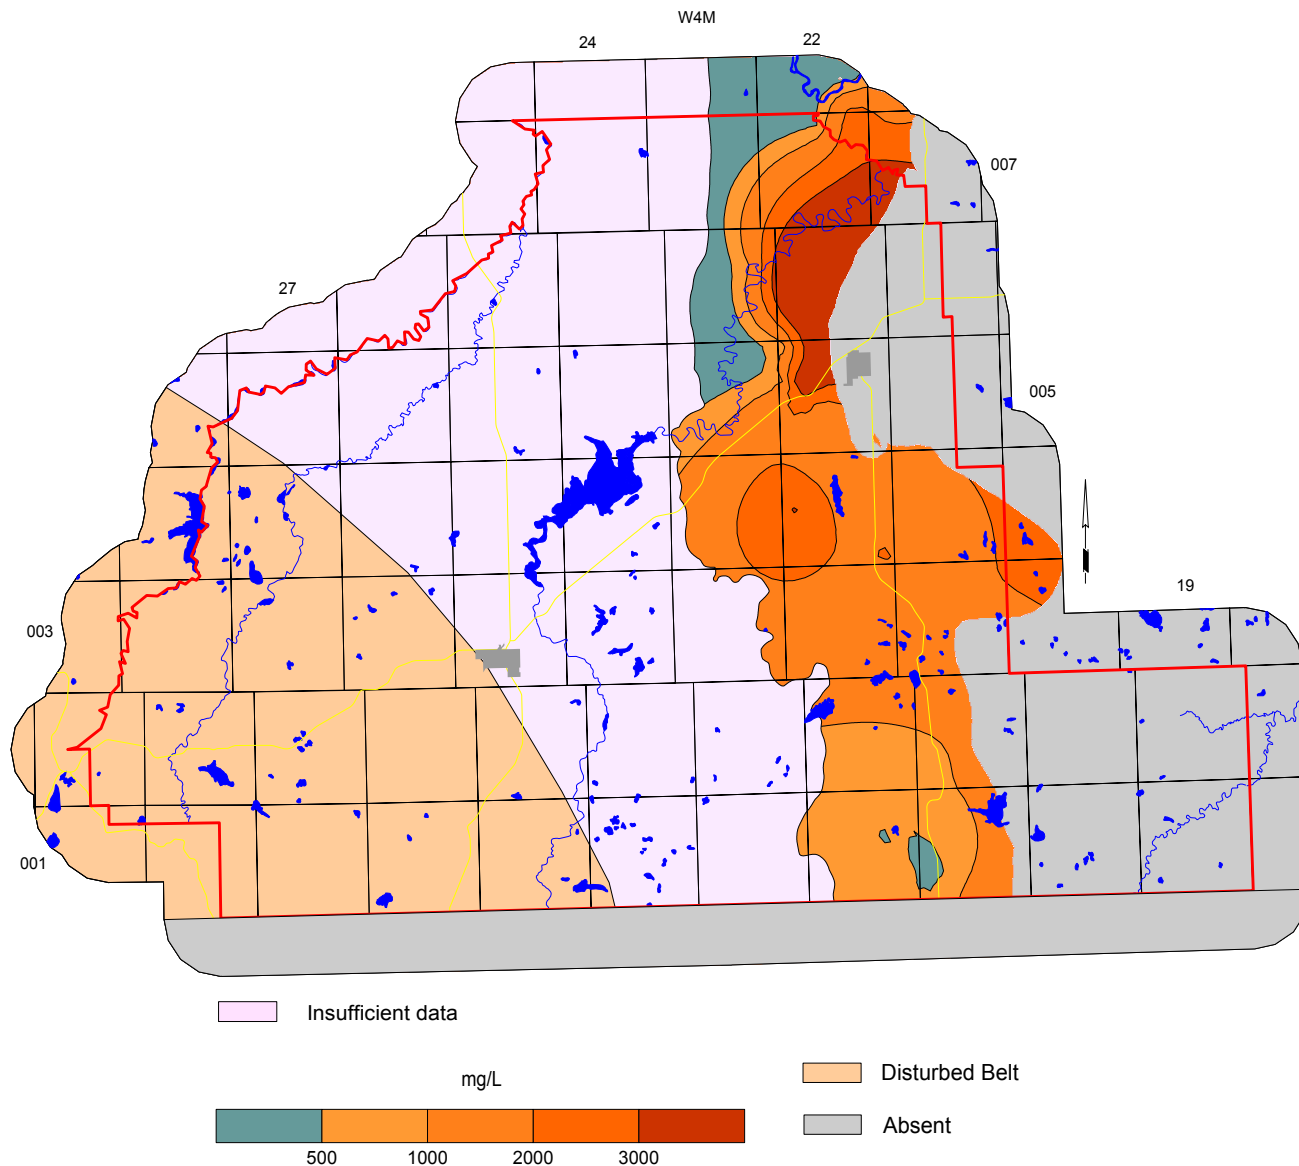 W4M
24
22
007
27
005
19
003
001
Insufficient data
mg/L
Disturbed Belt
Absent
500
1000
2000
3000